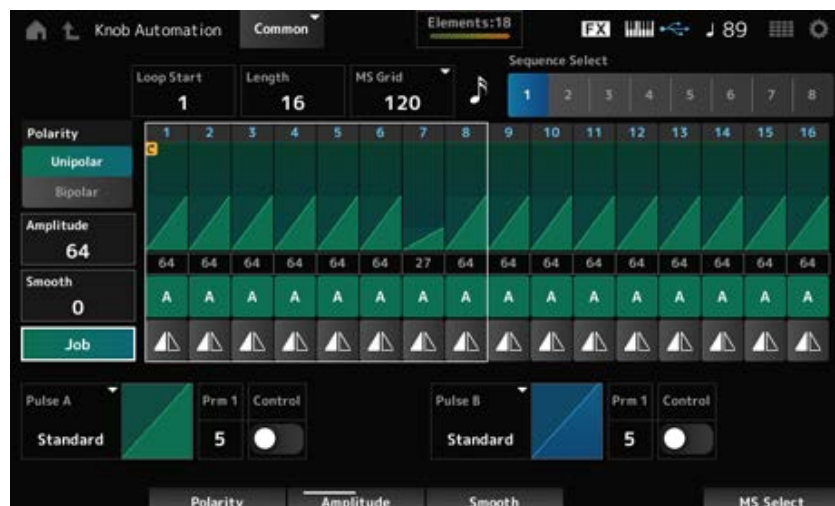 Knob Automation Common Elements:18 FX 89
Sequence Select
Loop Start Length MS Grid
1 16 120 1 2 3 4 5 6 7 8
Polarity 1 2 3 4 5 6 7 8 9 10 11 12 13 14 15 16
C
Unipolar
Bipolar
Amplitude
64
64 64 64 64 64 64 27 64 64 64 64 64 64 64 64 64
Smooth
0
A A A A A A A A A A A A A A A A
Job
Pulse A Prm 1 Control Pulse B Prm 1 Control
Standard 5 Standard 5
Polarity Amplitude Smooth MS Select